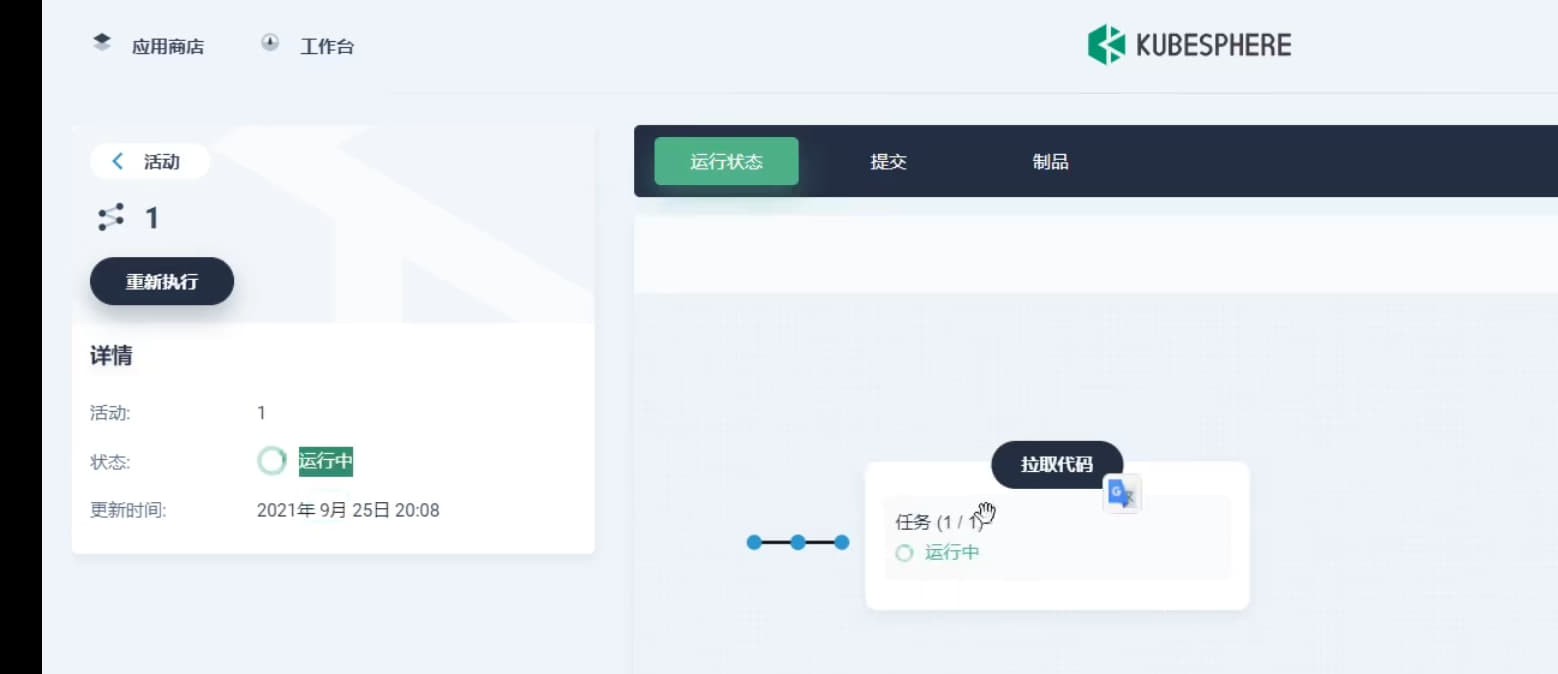 应用商店 工作台 KUBESPHERE
活动
1
重新执行
详情
活动: 1
状态: 运行中
更新时间: 2021年 9月 25日 20:08
运行状态 提交 制品
拉取代码
任务 (1 / 1)
运行中